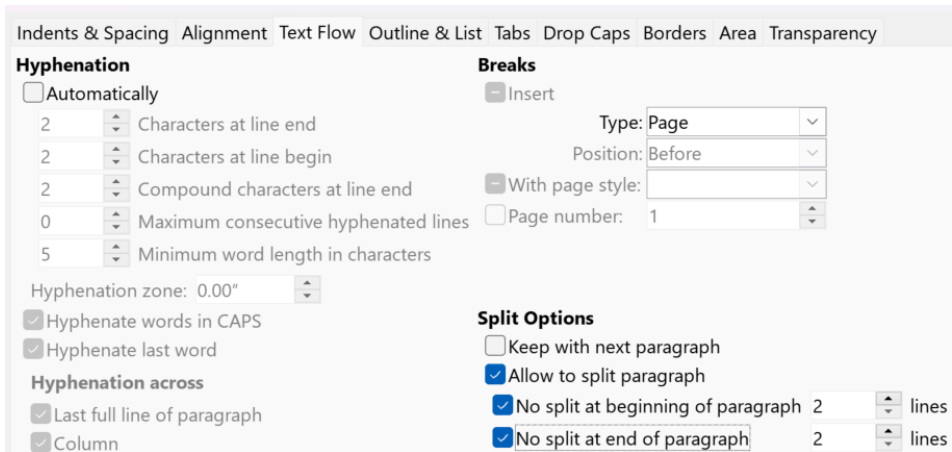 Indents & Spacing Alignment Text Flow Outline & List Tabs Drop Caps Borders Area Transparency
Hyphenation
Automatically
2 Characters at line end
2 Characters at line begin
2 Compound characters at line end
0 Maximum consecutive hyphenated lines
5 Minimum word length in characters
Hyphenation zone: 0.00″
Hyphenate words in CAPS
Hyphenate last word
Hyphenation across
Last full line of paragraph
Column
Breaks
Insert
Type: Page
Position: Before
With page style:
Page number: 1
Split Options
Keep with next paragraph
Allow to split paragraph
No split at beginning of paragraph 2 lines
No split at end of paragraph 2 lines